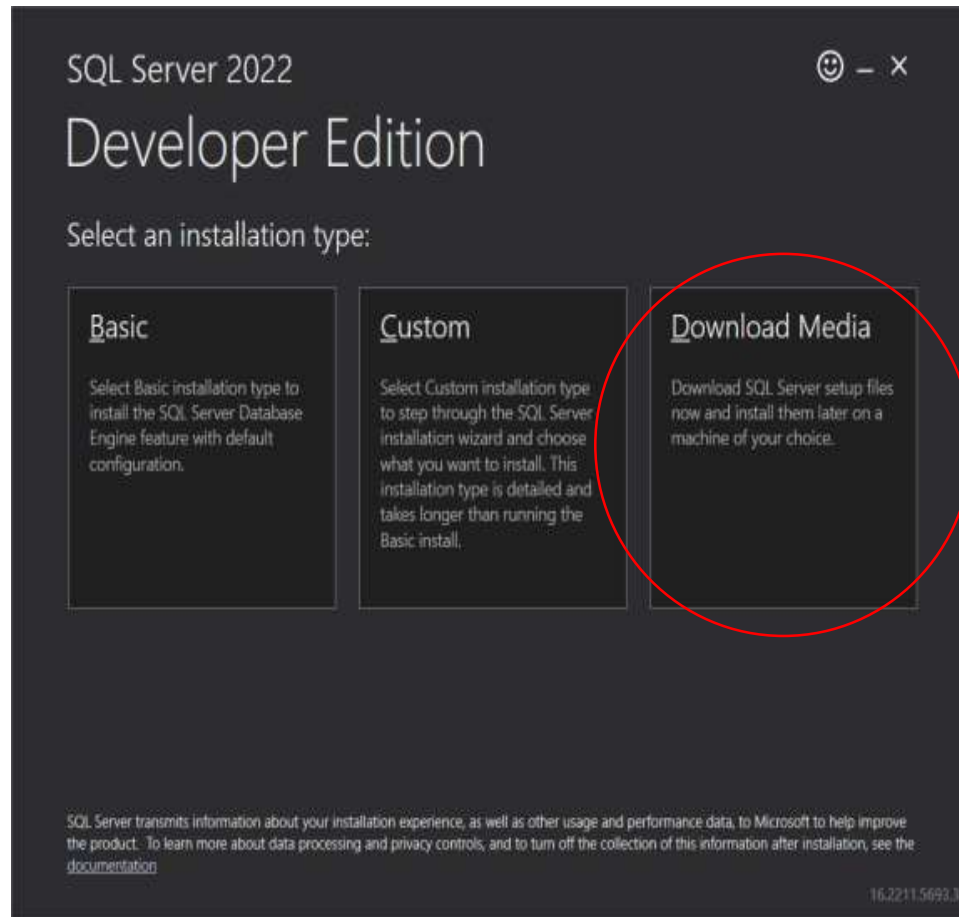 SQL Server 2022
Developer Edition
Select an installation type:
Basic
Select Basic installation type to
install the SQL Server Database
Engine feature with default
configuration.
Custom
Select Custom installation type
to step through the SQL Server
installation wizard and choose
what you want to install. This
installation type is detailed and
takes longer than running the
Basic install.
Download Media
Download SQL Server setup files
now and install them later on a
machine of your choice.
SQL Server transmits information about your installation experience, as well as other usage and performance data, to Microsoft to help improve
the product. To learn more about data processing and privacy controls, and to turn off the collection of this information after installation, see the
documentation
16.2211.5693.3